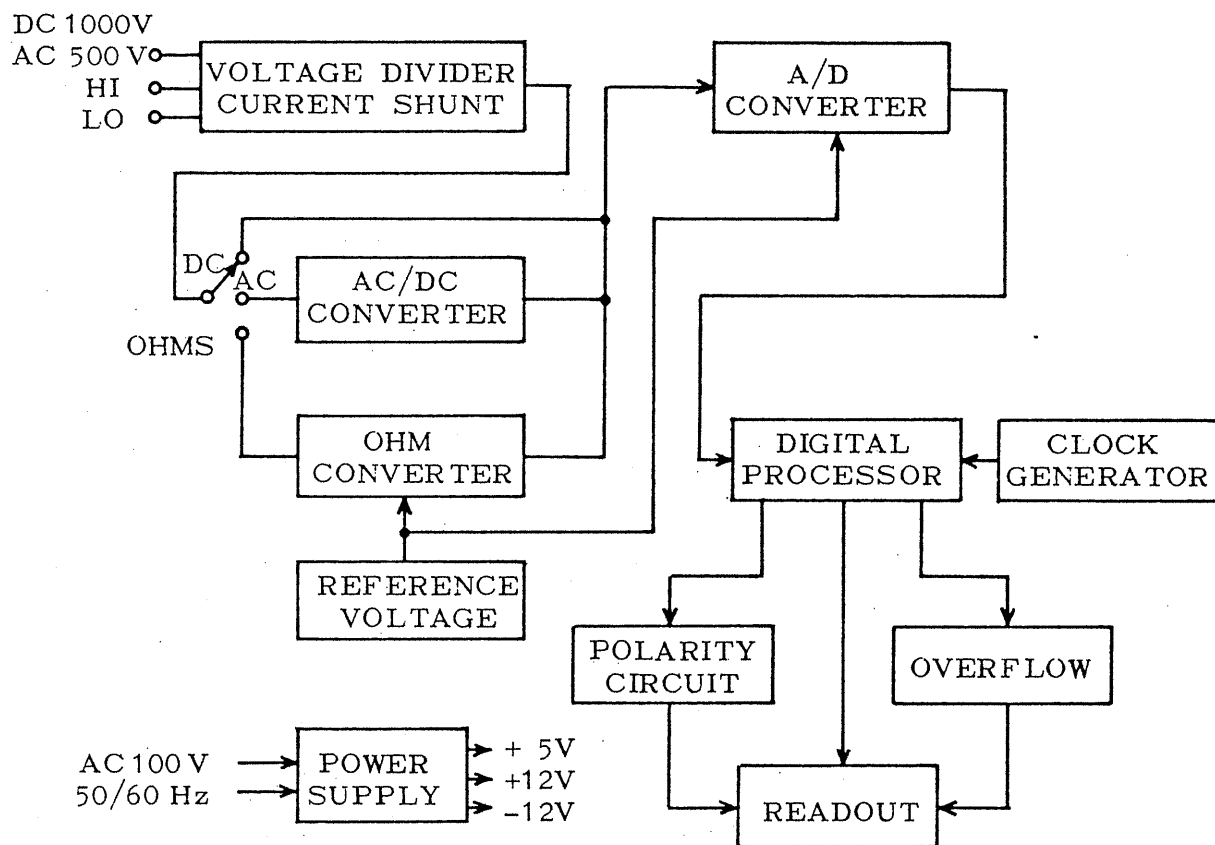 DC 1000V
AC 500 V
HI
LO
VOLTAGE DIVIDER
CURRENT SHUNT
A/D
CONVERTER
DC
AC
OHMS
AC/DC
CONVERTER
OHM
CONVERTER
REFERENCE
VOLTAGE
DIGITAL
PROCESSOR
CLOCK
GENERATOR
POLARITY
CIRCUIT
OVERFLOW
AC 100 V
50/60 Hz
POWER
SUPPLY
+ 5V
+12V
-12V
READOUT